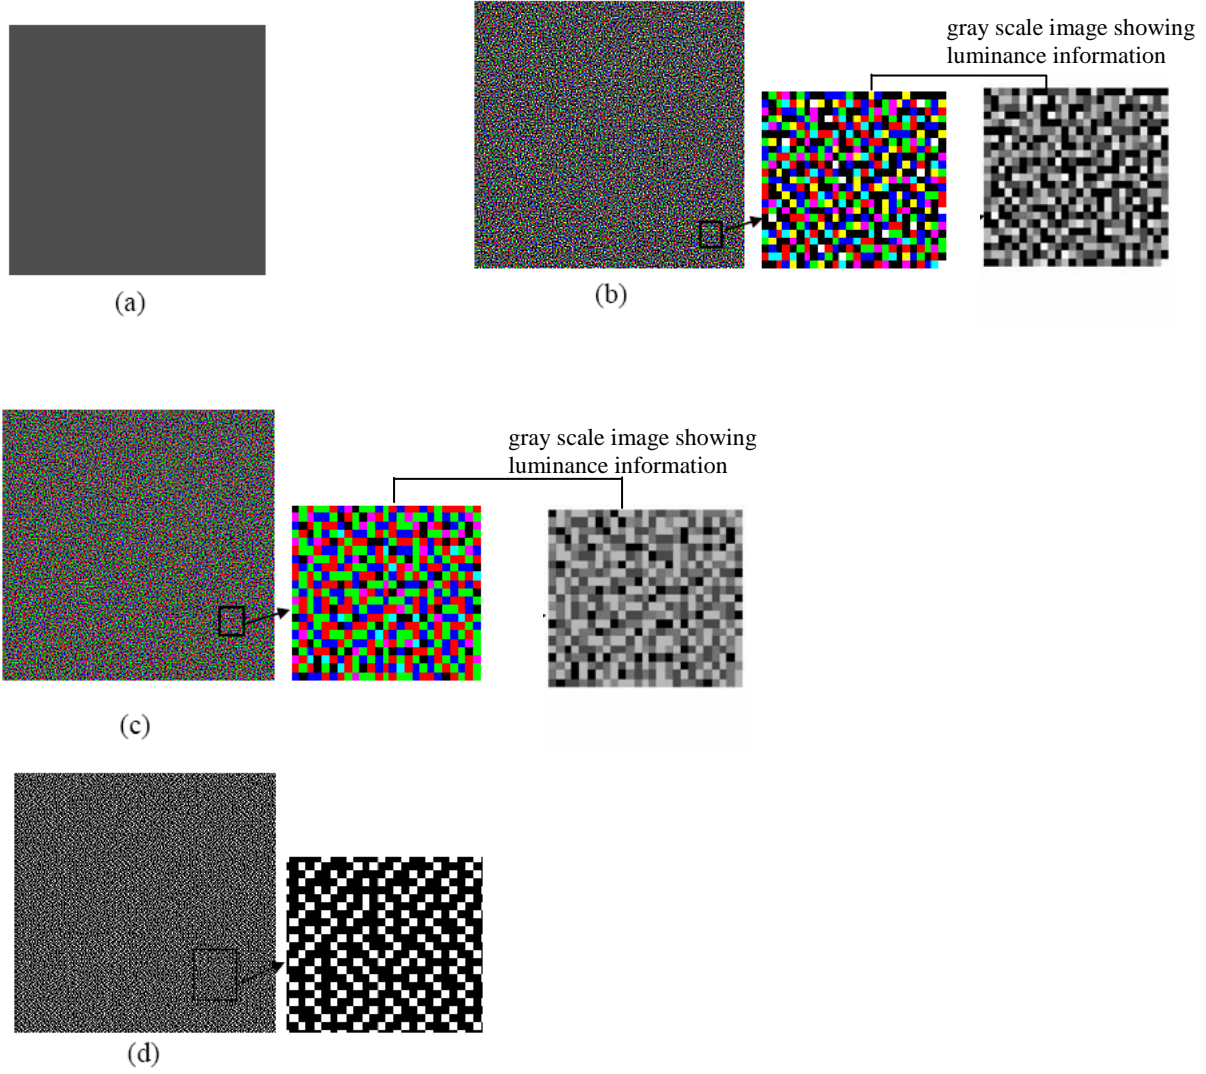 gray scale image showing
luminance information
(a)
(b)
gray scale image showing
luminance information
(c)
(d)